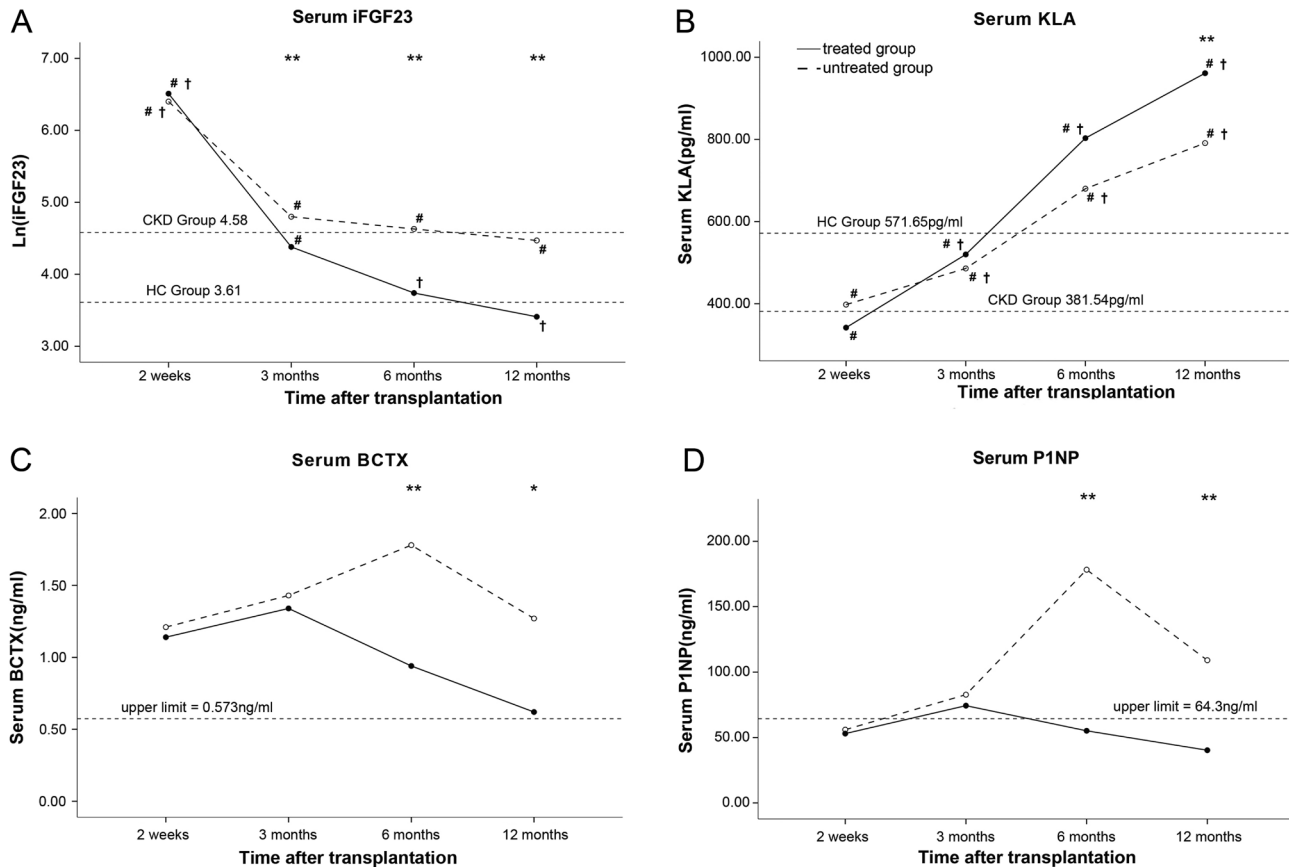 A
Serum iFGF23
7.00
6.00
5.00
4.00
3.00
Ln(iFGF23)
** ** **
# †
# †
#
#
#
#
†
†
CKD Group 4.58
HC Group 3.61
2 weeks 3 months 6 months 12 months
Time after transplantation
B
Serum KLA
1000.00
800.00
600.00
400.00
Serum KLA(pg/ml)
treated group
untreated group
**
# †
# †
# †
# †
# †
# †
#
#
HC Group 571.65pg/ml
CKD Group 381.54pg/ml
2 weeks 3 months 6 months 12 months
Time after transplantation
C
Serum BCTX
2.00
1.50
1.00
0.50
0.00
Serum BCTX(ng/ml)
** *
upper limit = 0.573ng/ml
2 weeks 3 months 6 months 12 months
Time after transplantation
D
Serum P1NP
200.00
150.00
100.00
50.00
0.00
Serum P1NP(ng/ml)
** **
upper limit = 64.3ng/ml
2 weeks 3 months 6 months 12 months
Time after transplantation